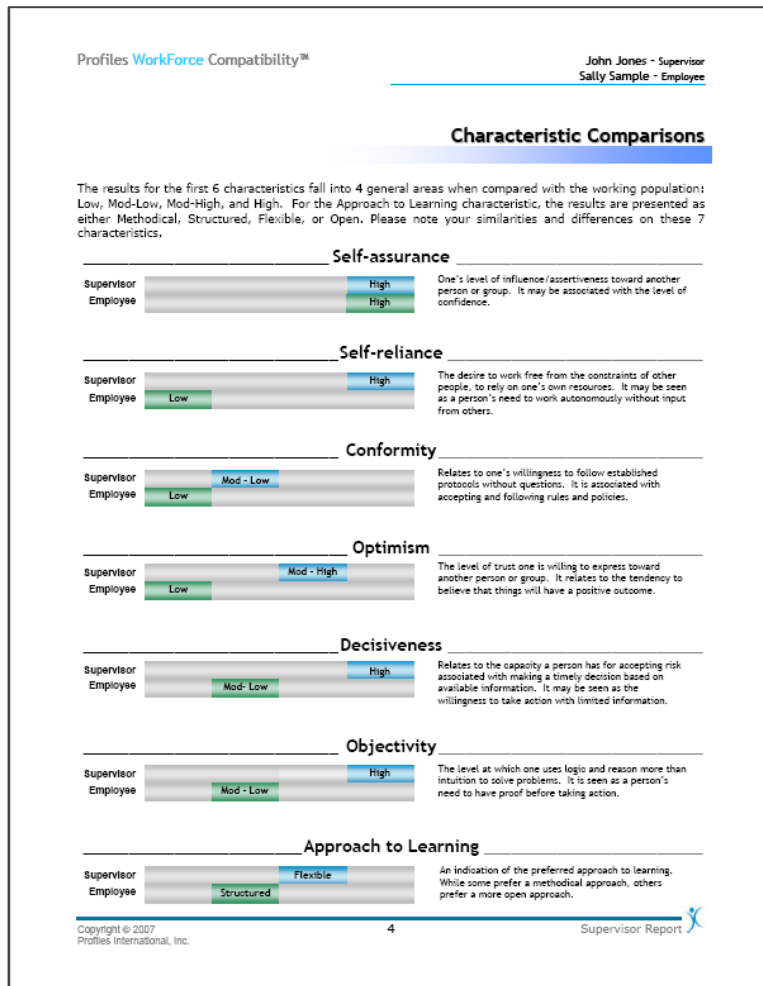 Profiles WorkForce Compatibility™
John Jones - Supervisor
Sally Sample - Employee
Characteristic Comparisons
The results for the first 6 characteristics fall into 4 general areas when compared with the working population:
Low, Mod-Low, Mod-High, and High. For the Approach to Learning characteristic, the results are presented as
either Methodical, Structured, Flexible, or Open. Please note your similarities and differences on these 7
characteristics.
Self-assurance
Supervisor
High
Employee
High
One's level of influence/assertiveness toward another
person or group. It may be associated with the level of
confidence.
Self-reliance
Supervisor
High
Employee
Low
The desire to work free from the constraints of other
people, to rely on one's own resources. It may be seen
as a person's need to work autonomously without input
from others.
Conformity
Supervisor
Mod - Low
Employee
Low
Relates to one's willingness to follow established
protocols without questions. It is associated with
accepting and following rules and policies.
Optimism
Supervisor
Mod - High
Employee
Low
The level of trust one is willing to express toward
another person or group. It relates to the tendency to
believe that things will have a positive outcome.
Decisiveness
Supervisor
High
Employee
Mod- Low
Relates to the capacity a person has for accepting risk
associated with making a timely decision based on
available information. It may be seen as the
willingness to take action with limited information.
Objectivity
Supervisor
High
Employee
Mod - Low
The level at which one uses logic and reason more than
intuition to solve problems. It is seen as a person's
need to have proof before taking action.
Approach to Learning
Supervisor
Flexible
Employee
Structured
An indication of the preferred approach to learning.
While some prefer a methodical approach, others
prefer a more open approach.
Copyright © 2007
Profiles International, Inc.
4
Supervisor Report